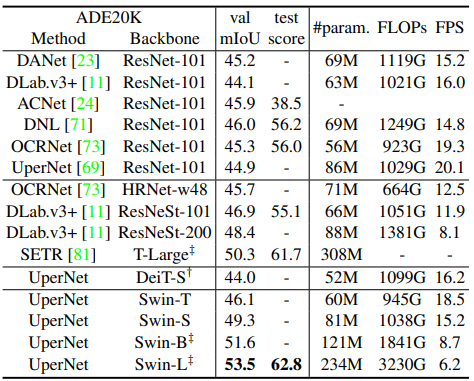 ADE20K val test #param. FLOPs FPS
Method Backbone mIoU score
DANet [23] ResNet-101 45.2 - 69M 1119G 15.2
DLab.v3+ [11] ResNet-101 44.1 - 63M 1021G 16.0
ACNet [24] ResNet-101 45.9 38.5 -
DNL [71] ResNet-101 46.0 56.2 69M 1249G 14.8
OCRNet [73] ResNet-101 45.3 56.0 56M 923G 19.3
UperNet [69] ResNet-101 44.9 - 86M 1029G 20.1
OCRNet [73] HRNet-w48 45.7 - 71M 664G 12.5
DLab.v3+ [11] ResNeSt-101 46.9 55.1 66M 1051G 11.9
DLab.v3+ [11] ResNeSt-200 48.4 - 88M 1381G 8.1
SETR [81] T-Large‡ 50.3 61.7 308M - -
UperNet DeiT-S† 44.0 - 52M 1099G 16.2
UperNet Swin-T 46.1 - 60M 945G 18.5
UperNet Swin-S 49.3 - 81M 1038G 15.2
UperNet Swin-B‡ 51.6 - 121M 1841G 8.7
UperNet Swin-L‡ 53.5 62.8 234M 3230G 6.2